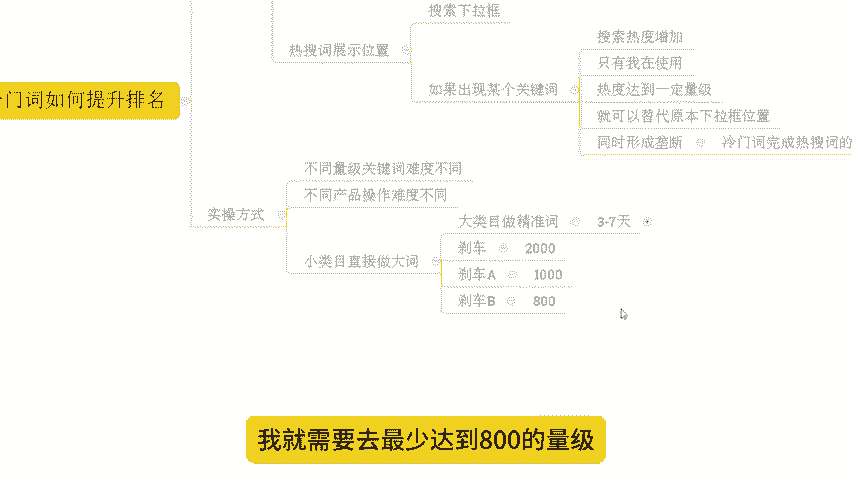 搜索下拉框
热搜词展示位置
搜索热度增加
只有我在使用
如果出现某个关键词
热度达到一定量级
就可以替代原本下拉框位置
同时形成垄断
冷门词完成热搜词的
门词如何提升排名
不同量级关键词难度不同
不同产品操作难度不同
实操方式
大类目做精准词
3-7天
小类目直接做大词
刹车
2000
刹车A
1000
刹车B
800
我就需要去最少达到800的量级